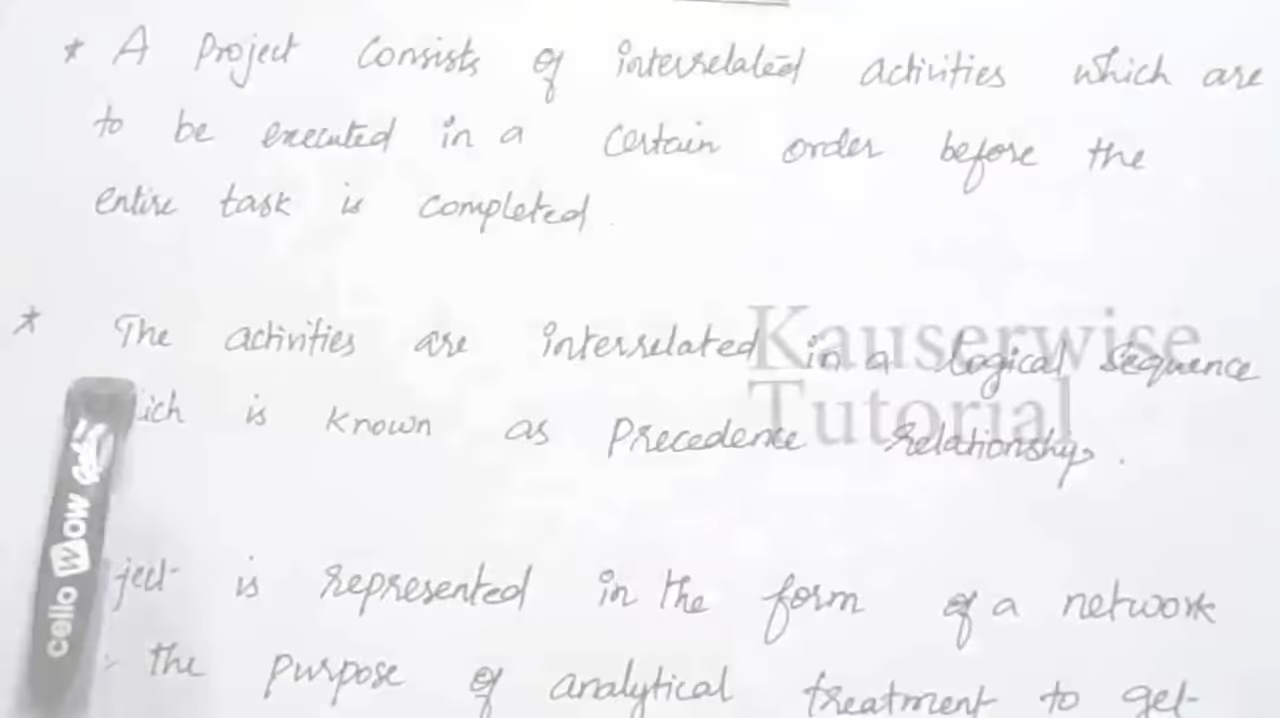 * A Project Consists of interrelated activities which are
to be executed in a certain order before the
entire task is completed.
* The activities are interrelated in a logical sequence
ich is known as Precedence relationship.
ject is represented in the form of a network
the purpose of analytical treatment to get
Kauserwise
Tutorial
cello Wow